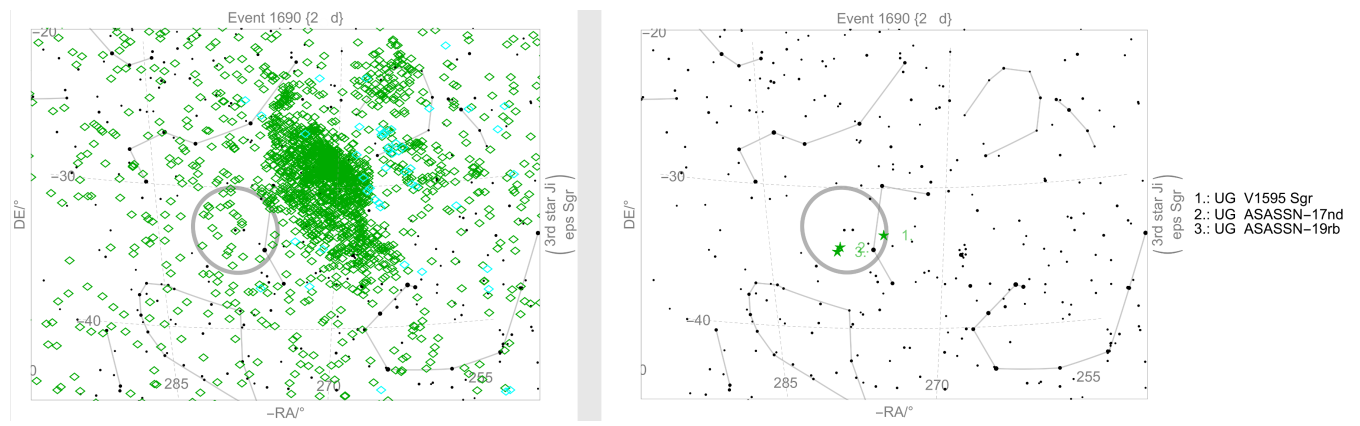 Event 1690 {2 d}
−20
−30
−40
0
285
270
255
DE/°
−RA/°
(3rd star Ji)
(eps Sgr)
Event 1690 {2 d}
−20
−30
−40
0
285
270
255
DE/°
−RA/°
1.
2.
3.
(3rd star Ji)
(eps Sgr)
1.: UG V1595 Sgr
2.: UG ASASSN−17nd
3.: UG ASASSN−19rb